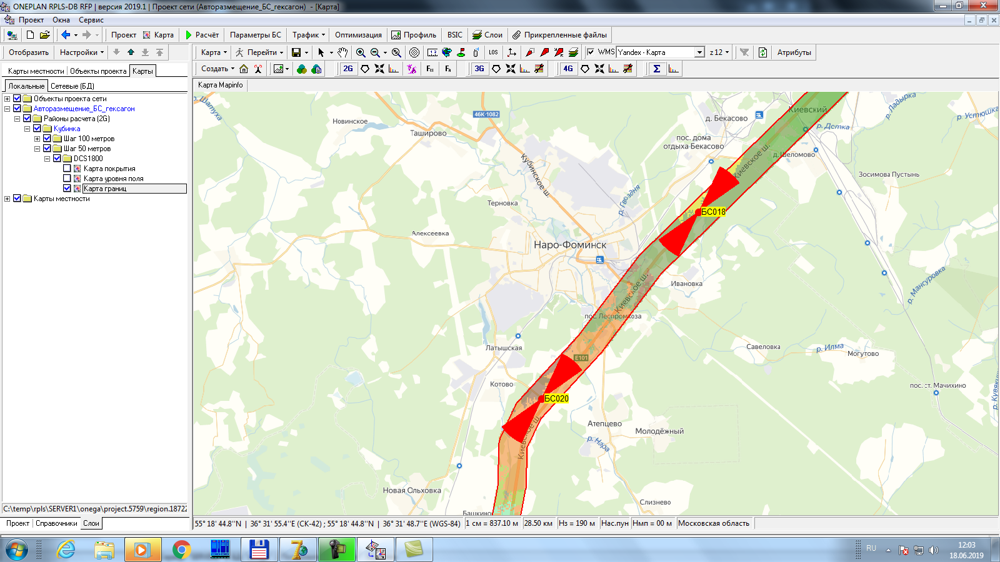 ONEPLAN RPLS-DB RFP | версия 2019.1 | Проект сети (Авторазмещение_БС_гексагон) - [Карта]
Проект Окна Сервис
Проект Карта Расчёт Параметры БС Трафик Оптимизация Профиль BSIC Слои Прикрепленные файлы
Отобразить Настройки Карта Перейти LOS WMS Yandex - Карта z 12 Атрибуты
Создать 2G 3G 4G Σ
Карты местности Объекты проекта Карты
Локальные Сетевые (БД)
Карта Mapinfo
Объекты проекта сети
Авторазмещение_БС_гексагон
Районы расчета (2G)
Кубинка
Шаг 100 метров
Шаг 50 метров
DCS1800
Карта покрытия
Карта уровня поля
Карта границ
Карты местности
C:\temp\rpls\SERVER1\onega\project.5759\region.18722
Проект Справочники Слои
р. Шатуха
Новинское
46К-1082
Таширово
Кубинское ш.
Терновка
р. Гвоздня
Алексеевка
Наро-Фоминск
д. Бекасово
пос. дома
отдыха Бекасово
Киевский
р. Ладырка
р. Устюшка
р. Детка
д. Шеломово
Киевское ш.
Зосимова Пустынь
БС018
Ивановка
Киевское ш.
р. Мансуровка
пос. Леспромхоза
Латышская
E101
Савеловка
р. Илма
Могутово
Котово
БС020
пос. ст. Мачихино
Атепцево
Молодёжный
р. Нара
Киевское ш.
Новая Ольховка
Слизнево
Башкино
55° 18' 44.8''N | 36° 31' 55.4''E (СК-42) ; 55° 18' 44.8''N | 36° 31' 48.7''E (WGS-84) 1 см = 837.10 м 28.50 км Нз = 190 м Нас.пун Нмп = 00 м Московская область
RU
12:03
18.06.2019